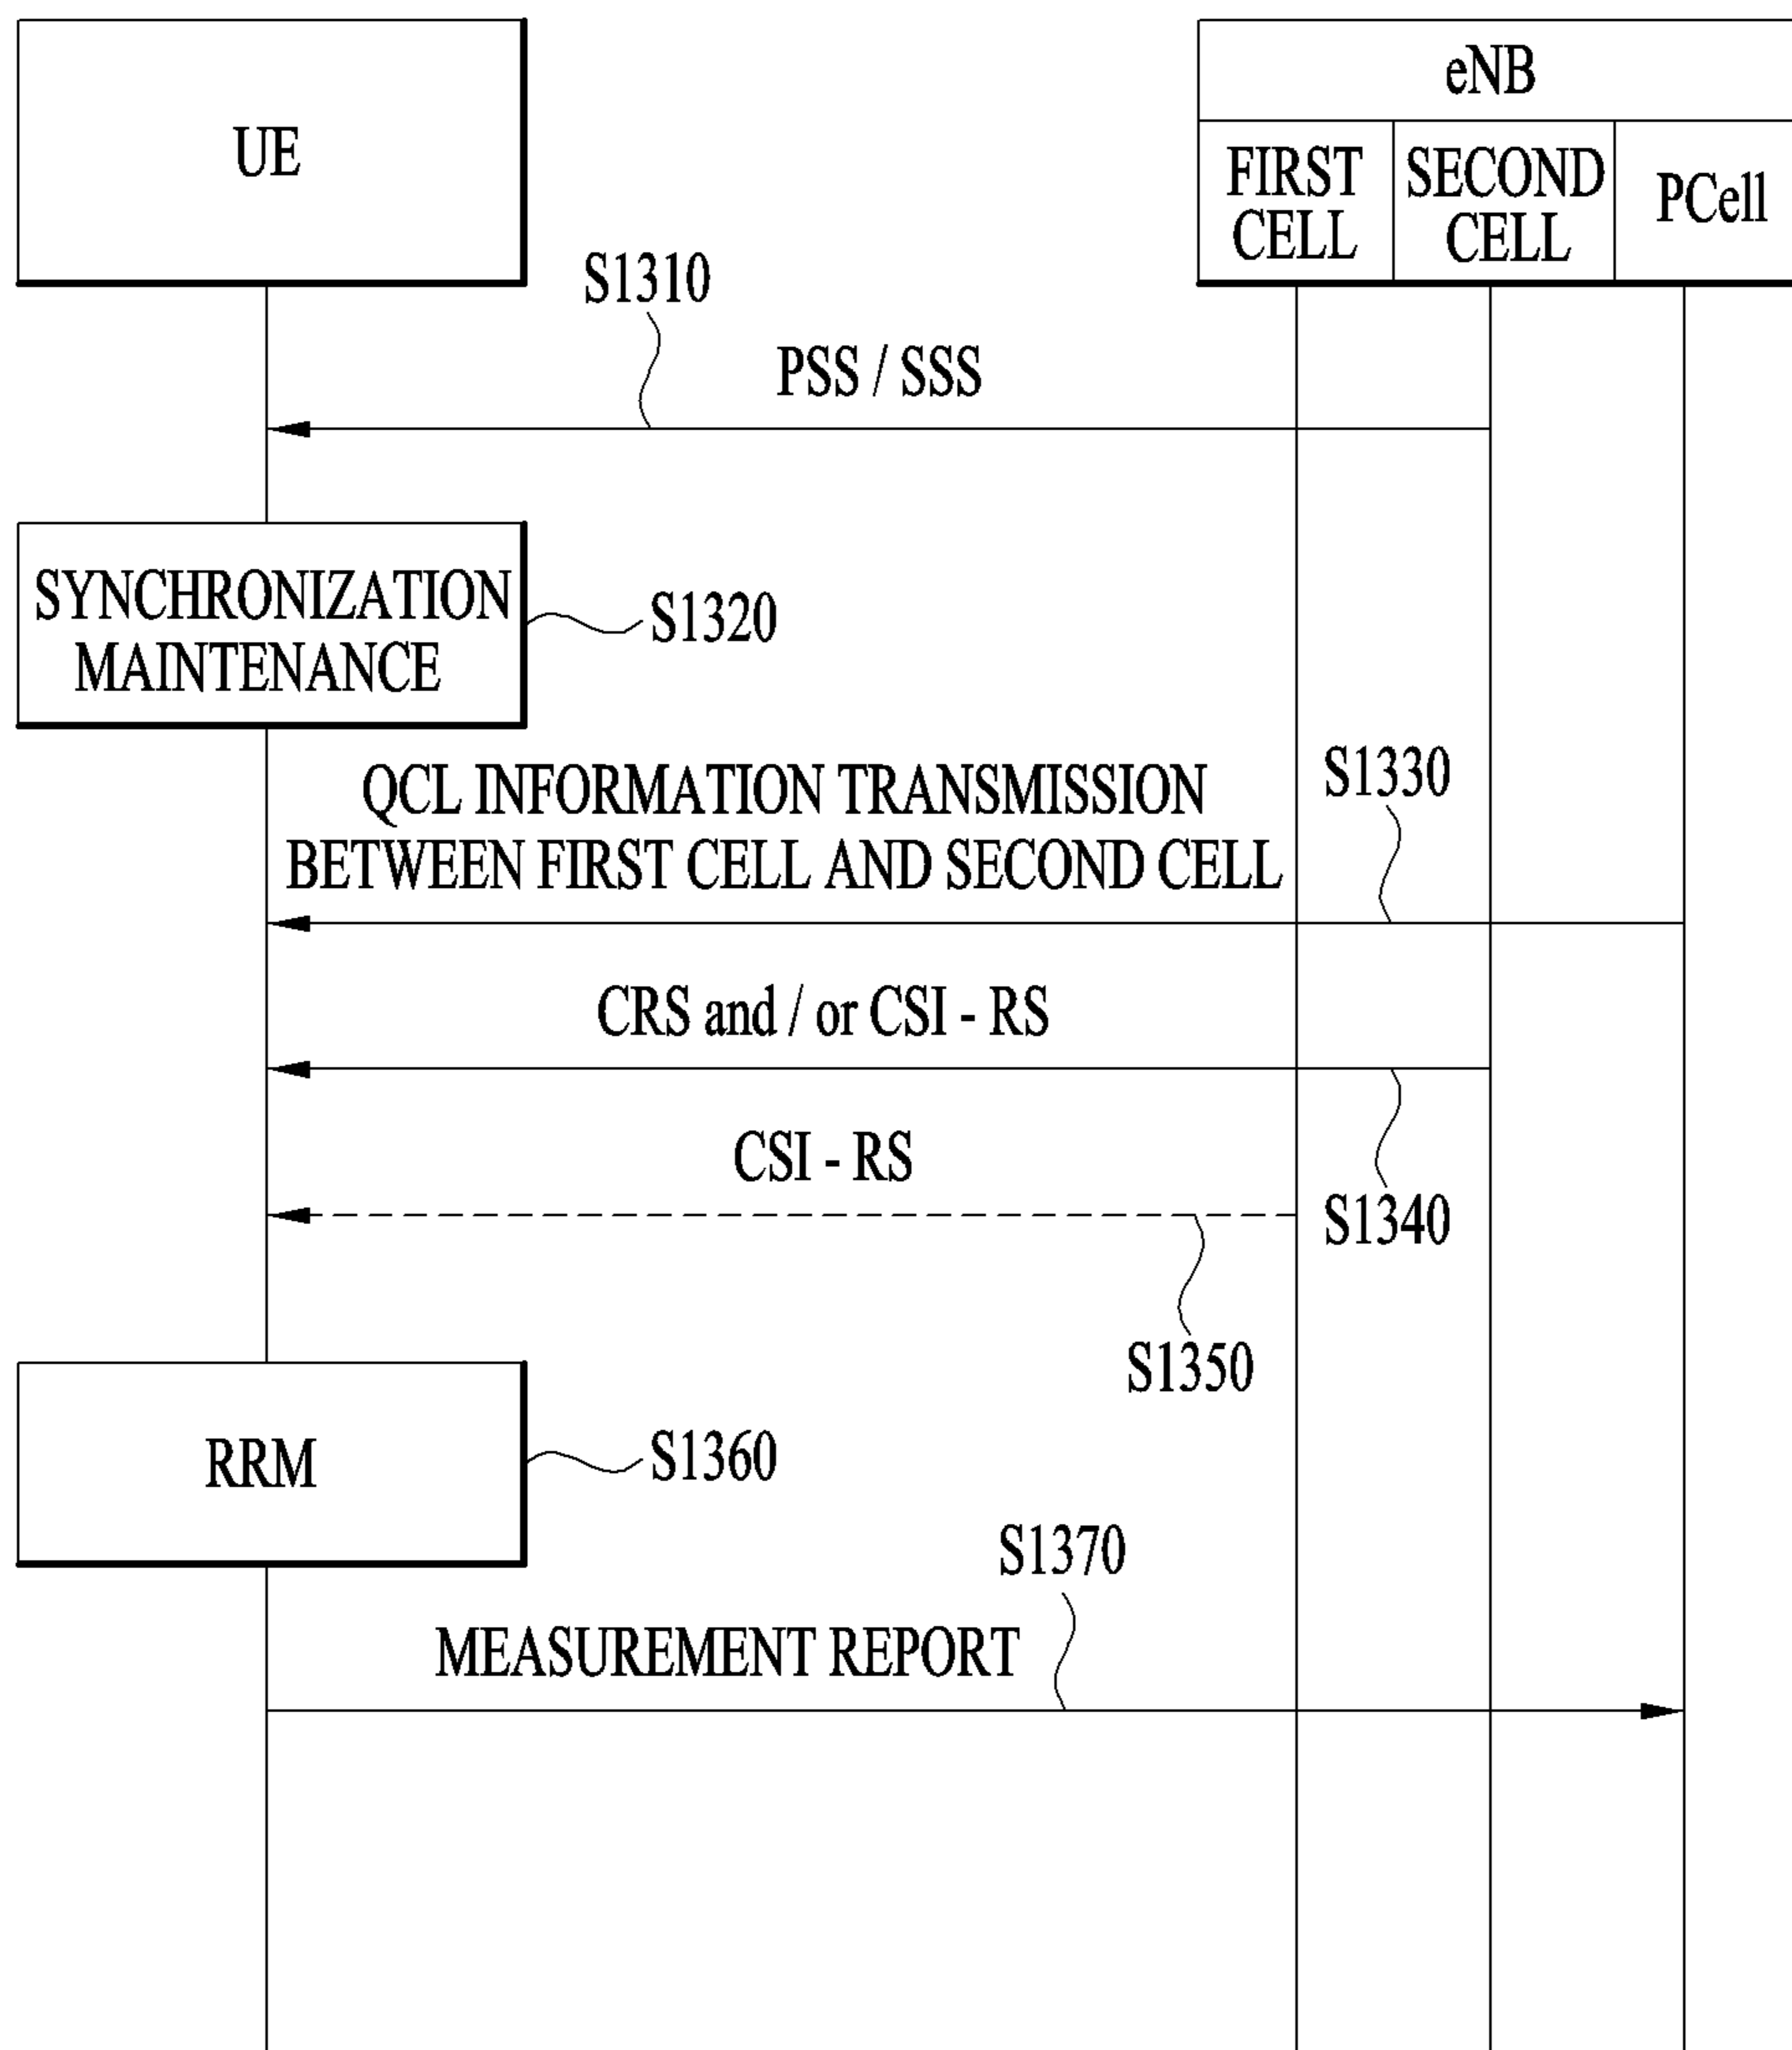 UE
eNB
FIRST
CELL
SECOND
CELL
PCell
S1310
PSS / SSS
SYNCHRONIZATION
MAINTENANCE
S1320
QCL INFORMATION TRANSMISSION
BETWEEN FIRST CELL AND SECOND CELL
S1330
CRS and / or CSI - RS
S1340
CSI - RS
S1350
RRM
S1360
S1370
MEASUREMENT REPORT